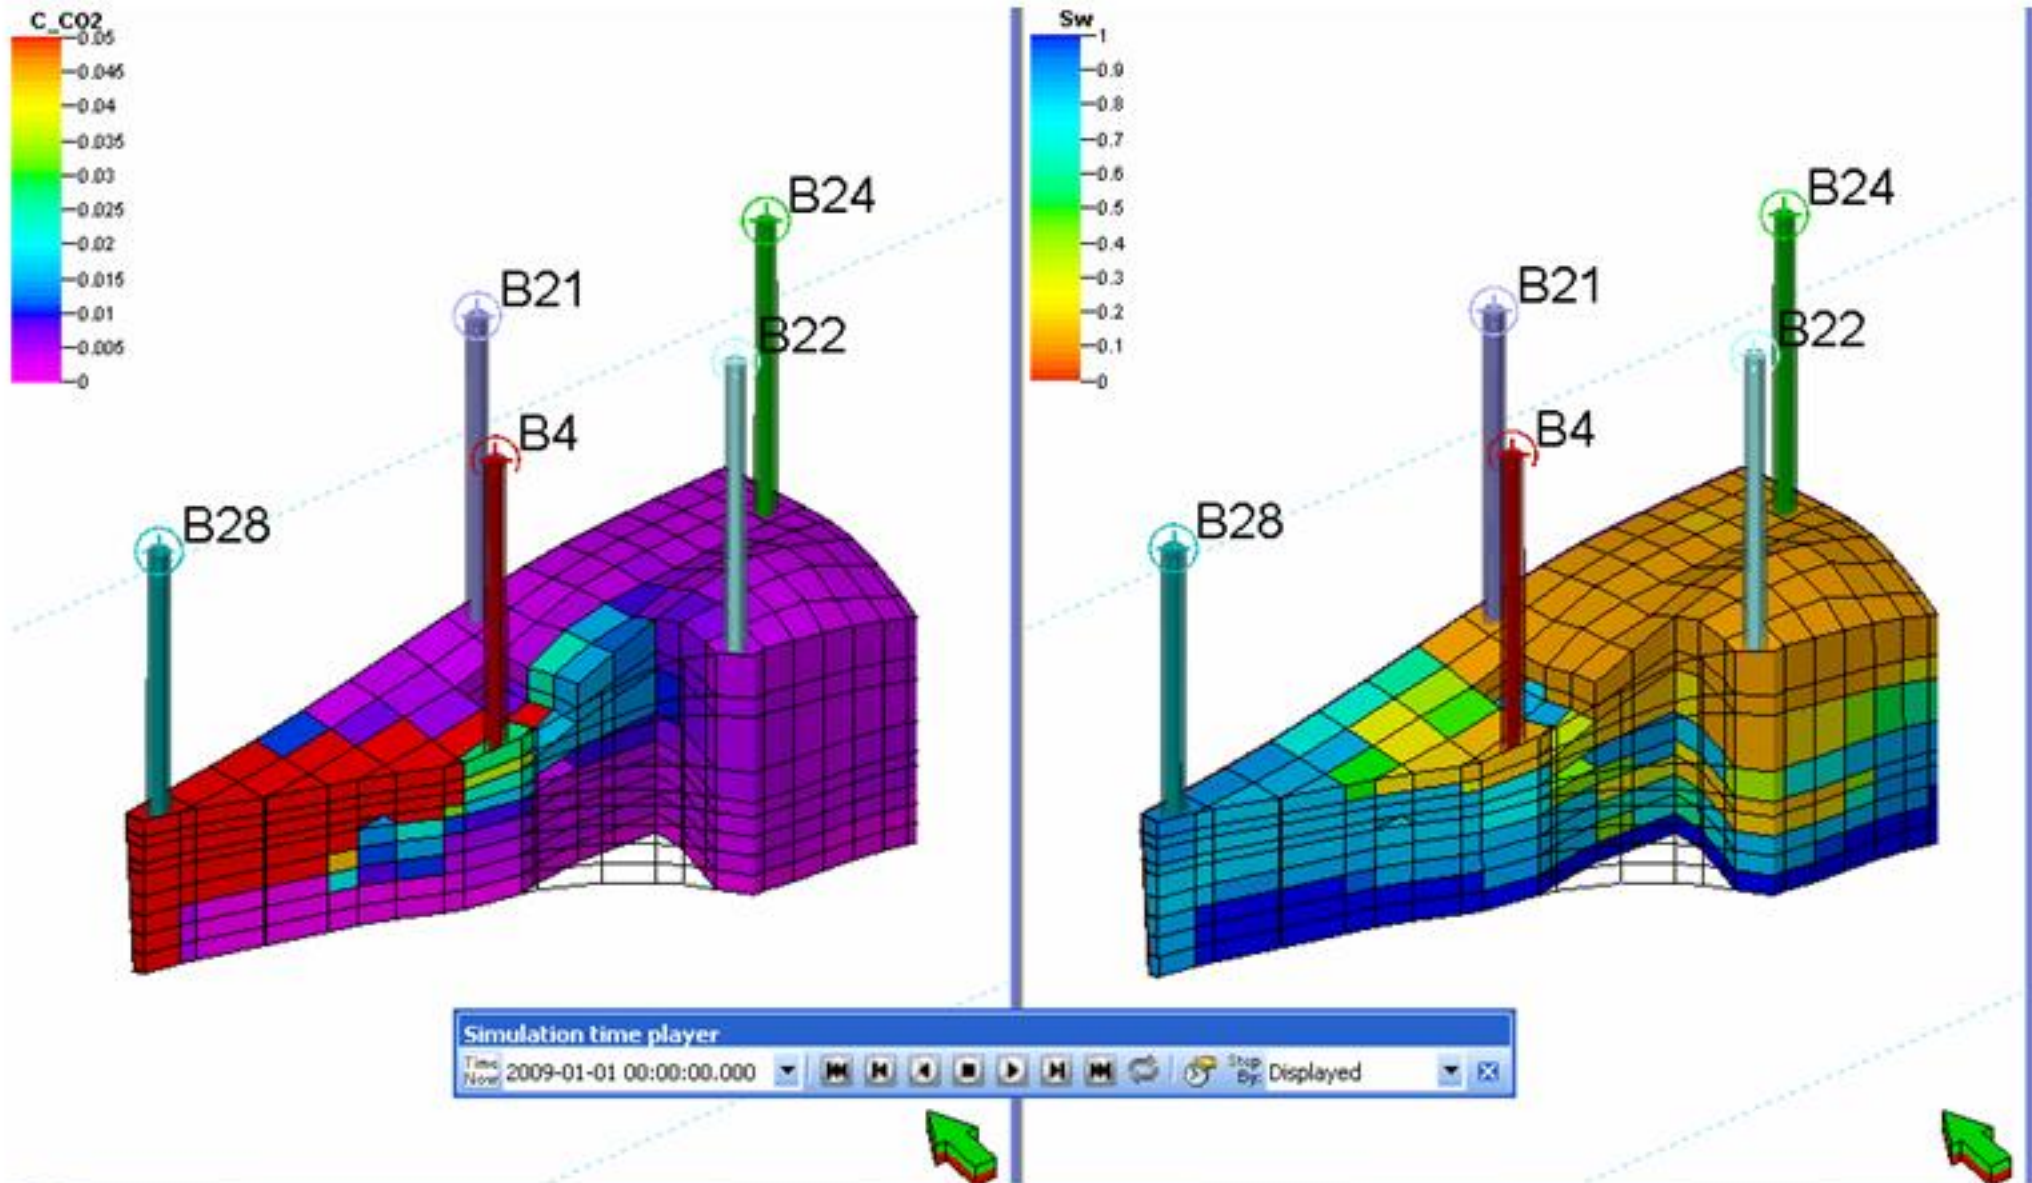 C_CO2
0.05
0.045
0.04
0.035
0.03
0.025
0.02
0.015
0.01
0.005
0
B24
B21
B22
B4
B28
Sw
1
0.9
0.8
0.7
0.6
0.5
0.4
0.3
0.2
0.1
0
B24
B21
B22
B4
B28
Simulation time player
Time Now 2009-01-01 00:00:00.000 Stop By: Displayed